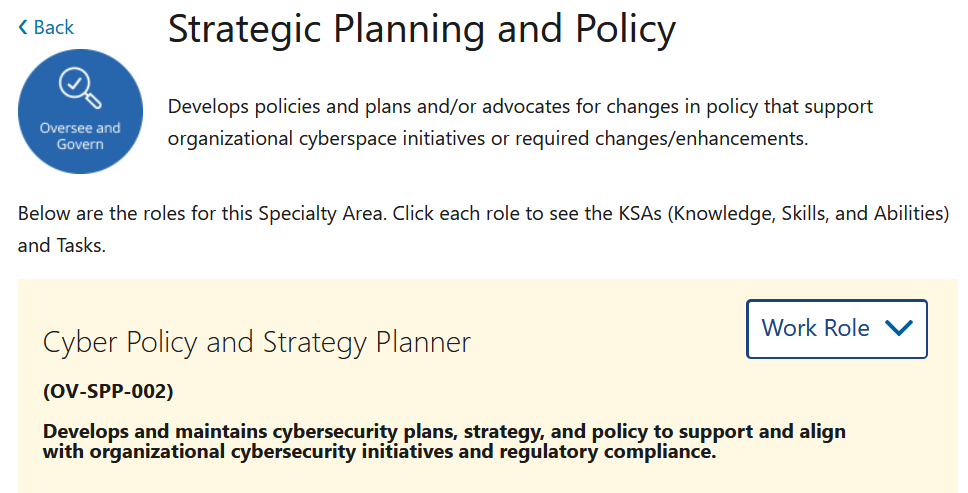 Back
Strategic Planning and Policy
Oversee and
Govern
Develops policies and plans and/or advocates for changes in policy that support
organizational cyberspace initiatives or required changes/enhancements.
Below are the roles for this Specialty Area. Click each role to see the KSAs (Knowledge, Skills, and Abilities)
and Tasks.
Work Role
Cyber Policy and Strategy Planner
(OV-SPP-002)
Develops and maintains cybersecurity plans, strategy, and policy to support and align
with organizational cybersecurity initiatives and regulatory compliance.